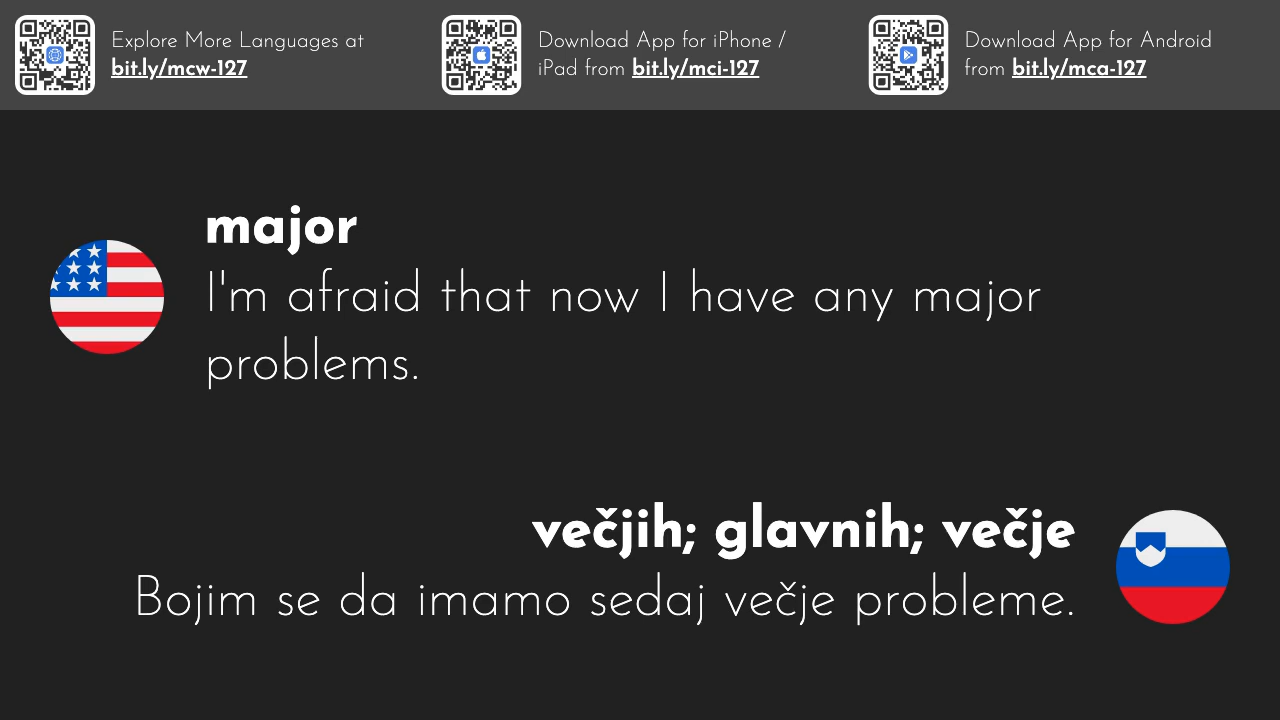 Explore More Languages at
bit.ly/mcw-127
Download App for iPhone /
iPad from bit.ly/mci-127
Download App for Android
from bit.ly/mca-127
major
I'm afraid that now I have any major
problems.
večjih; glavnih; večje
Bojim se da imamo sedaj večje probleme.